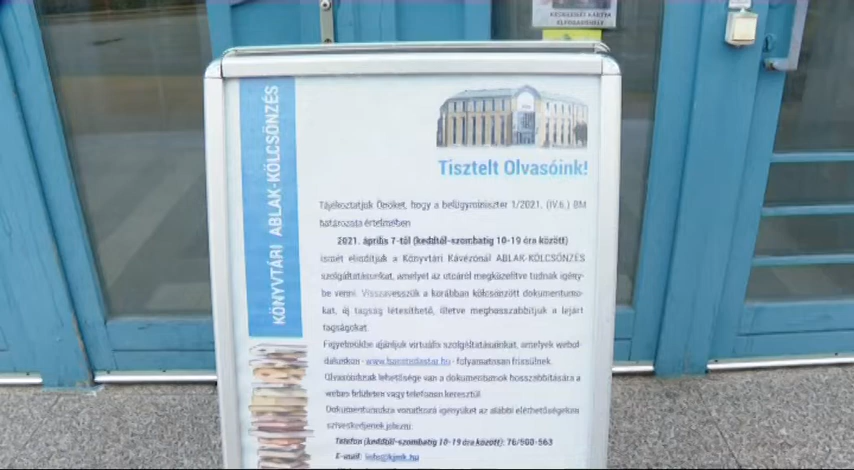 KÉZBESÍTŐ KÁRTYA
KÖNYVTÁRI ABLAK-KÖLCSÖNZÉS
Tisztelt Olvasóink!
Tájékoztatjuk Önöket, hogy a belügyminiszter 1/2021. (IV.6.) BM
határozata értelmében
2021. április 7-től (keddtől-szombatig 10-19 óra között)
ismét elindítjuk a Könyvtári Kávézónál ABLAK-KÖLCSÖNZÉS
szolgáltatásunkat, amelyet az utcáról megközelítve tudnak igény-
be venni. Visszavesszük a korábban kölcsönzött dokumentumo-
kat, új tagság létesíthető, illetve meghosszabbítjuk a lejárt
tagságokat.
Figyelmükbe ajánljuk virtuális szolgáltatásainkat, amelyek webol-
dalunkon - folyamatosan frissülnek.
Olvasóinknak lehetősége van a dokumentumok hosszabbítására a
webes felületen vagy telefonon keresztül.
Dokumentumokra vonatkozó igényüket az alábbi elérhetőségeken
szíveskedjenek jelezni:
Telefon (keddtől-szombatig 10-19 óra között): 76/500-563
E-mail: info@kjmk.hu